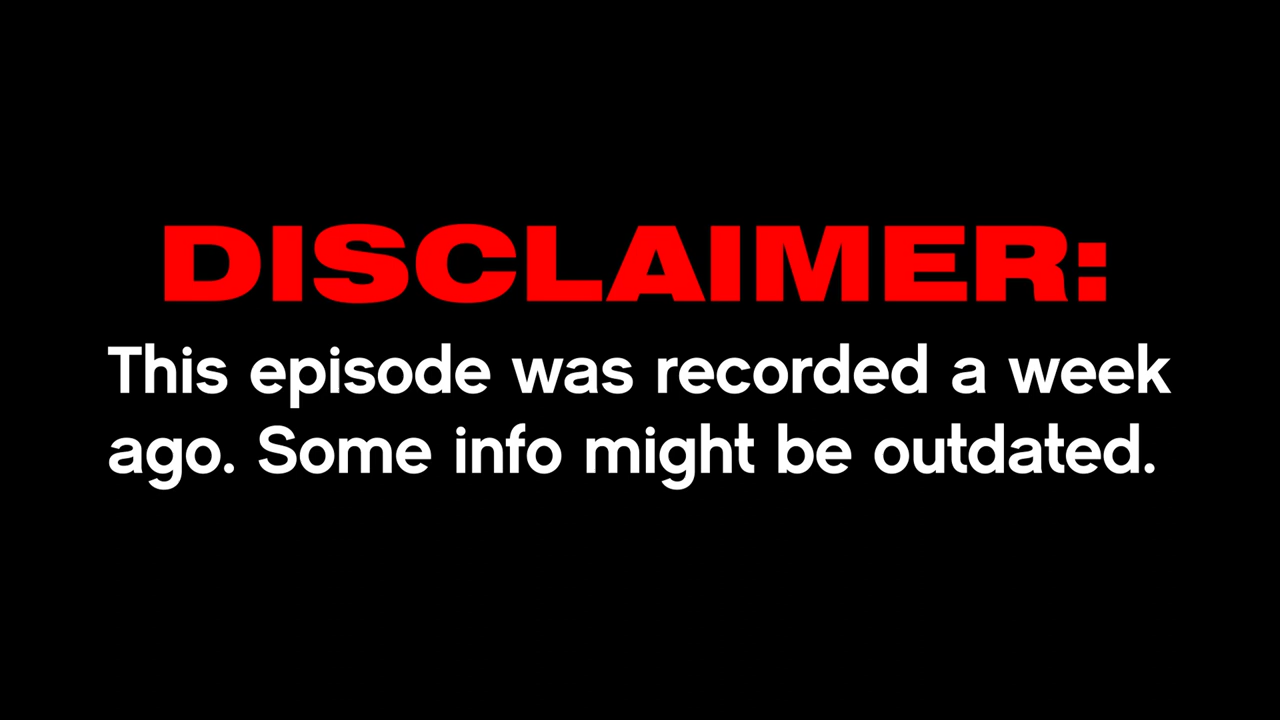 DISCLAIMER:
This episode was recorded a week
ago. Some info might be outdated.